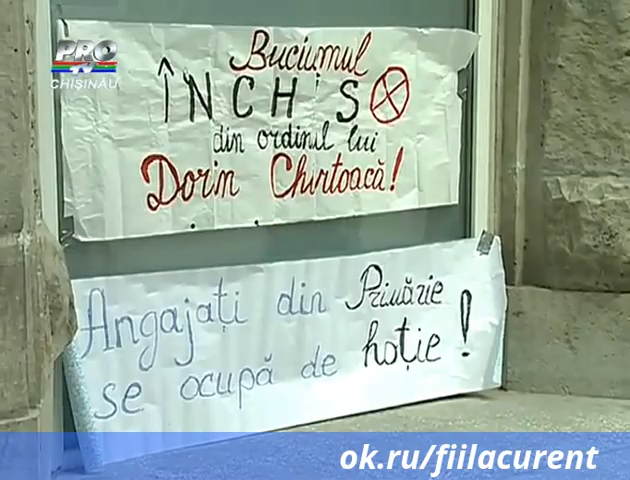 PRO
TV
CHIȘINĂU
Buciumul
ÎNCHIS
din ordinul lui
Dorin Chirtoacă!
Angajați din Primărie
se ocupă de hoție!
ok.ru/fiilacurent